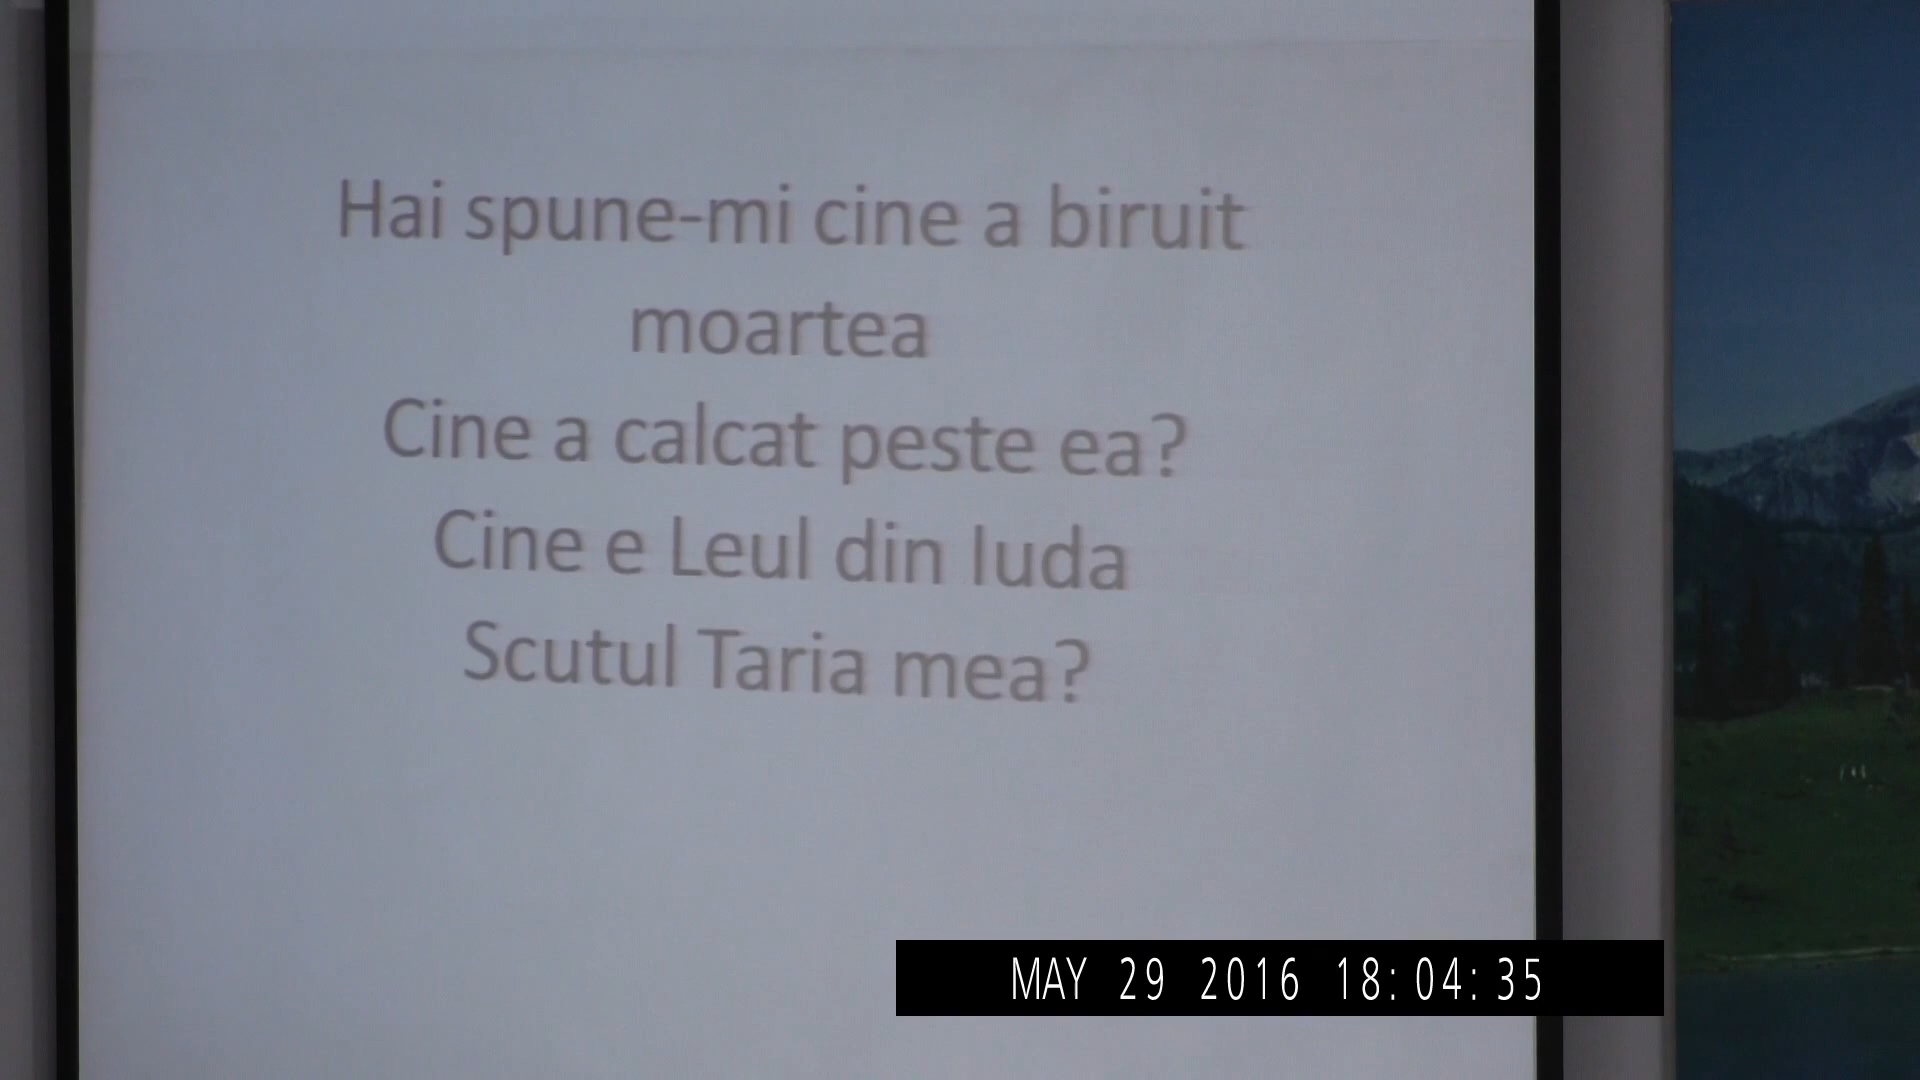 Hai spune-mi cine a biruit
moartea
Cine a calcat peste ea?
Cine e Leul din Iuda
Scutul Taria mea?
MAY 29 2016 18:04:35